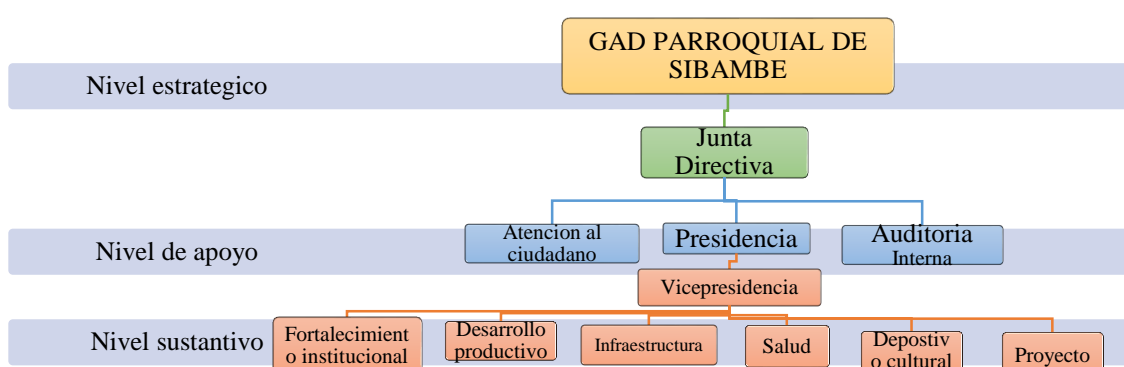 GAD PARROQUIAL DE
SIBAMBE
Nivel estrategico
Junta
Directiva
Atencion al
ciudadano
Presidencia
Auditoria
Interna
Nivel de apoyo
Vicepresidencia
Nivel sustantivo
Fortalecimient
o institucional
Desarrollo
productivo
Infraestructura
Salud
Depostiv
o cultural
Proyecto